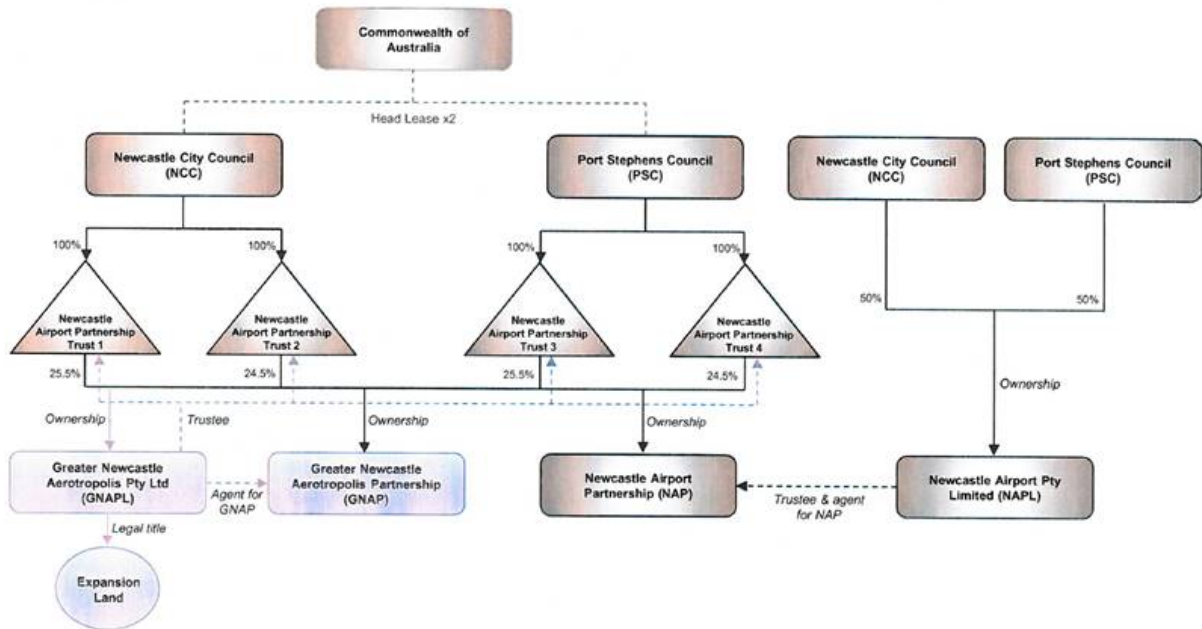 Commonwealth of
Australia
Head Lease x2
Newcastle City Council
(NCC)
Port Stephens Council
(PSC)
Newcastle City Council
(NCC)
Port Stephens Council
(PSC)
100%
100%
100%
100%
Newcastle
Airport Partnership
Trust 1
Newcastle
Airport Partnership
Trust 2
Newcastle
Airport Partnership
Trust 3
Newcastle
Airport Partnership
Trust 4
50%
50%
25.5%
24.5%
25.5%
24.5%
Ownership
Trustee
Ownership
Ownership
Ownership
Greater Newcastle
Aerotropolis Pty Ltd
(GNAPL)
Agent for
GNAP
Greater Newcastle
Aerotropolis Partnership
(GNAP)
Newcastle Airport
Partnership (NAP)
Trustee & agent
for NAP
Newcastle Airport Pty
Limited (NAPL)
Legal title
Expansion
Land